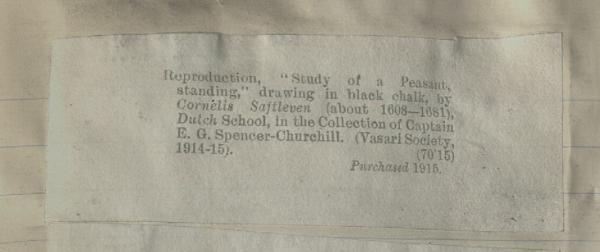 Reproduction, "Study of a Peasant,
standing," drawing in black chalk, by
Cornelis Saftleven (about 1608—1681),
Dutch School, in the Collection of Captain
E. G. Spencer-Churchill. (Vasari Society,
1914-15). (70'15)
Purchased 1915.